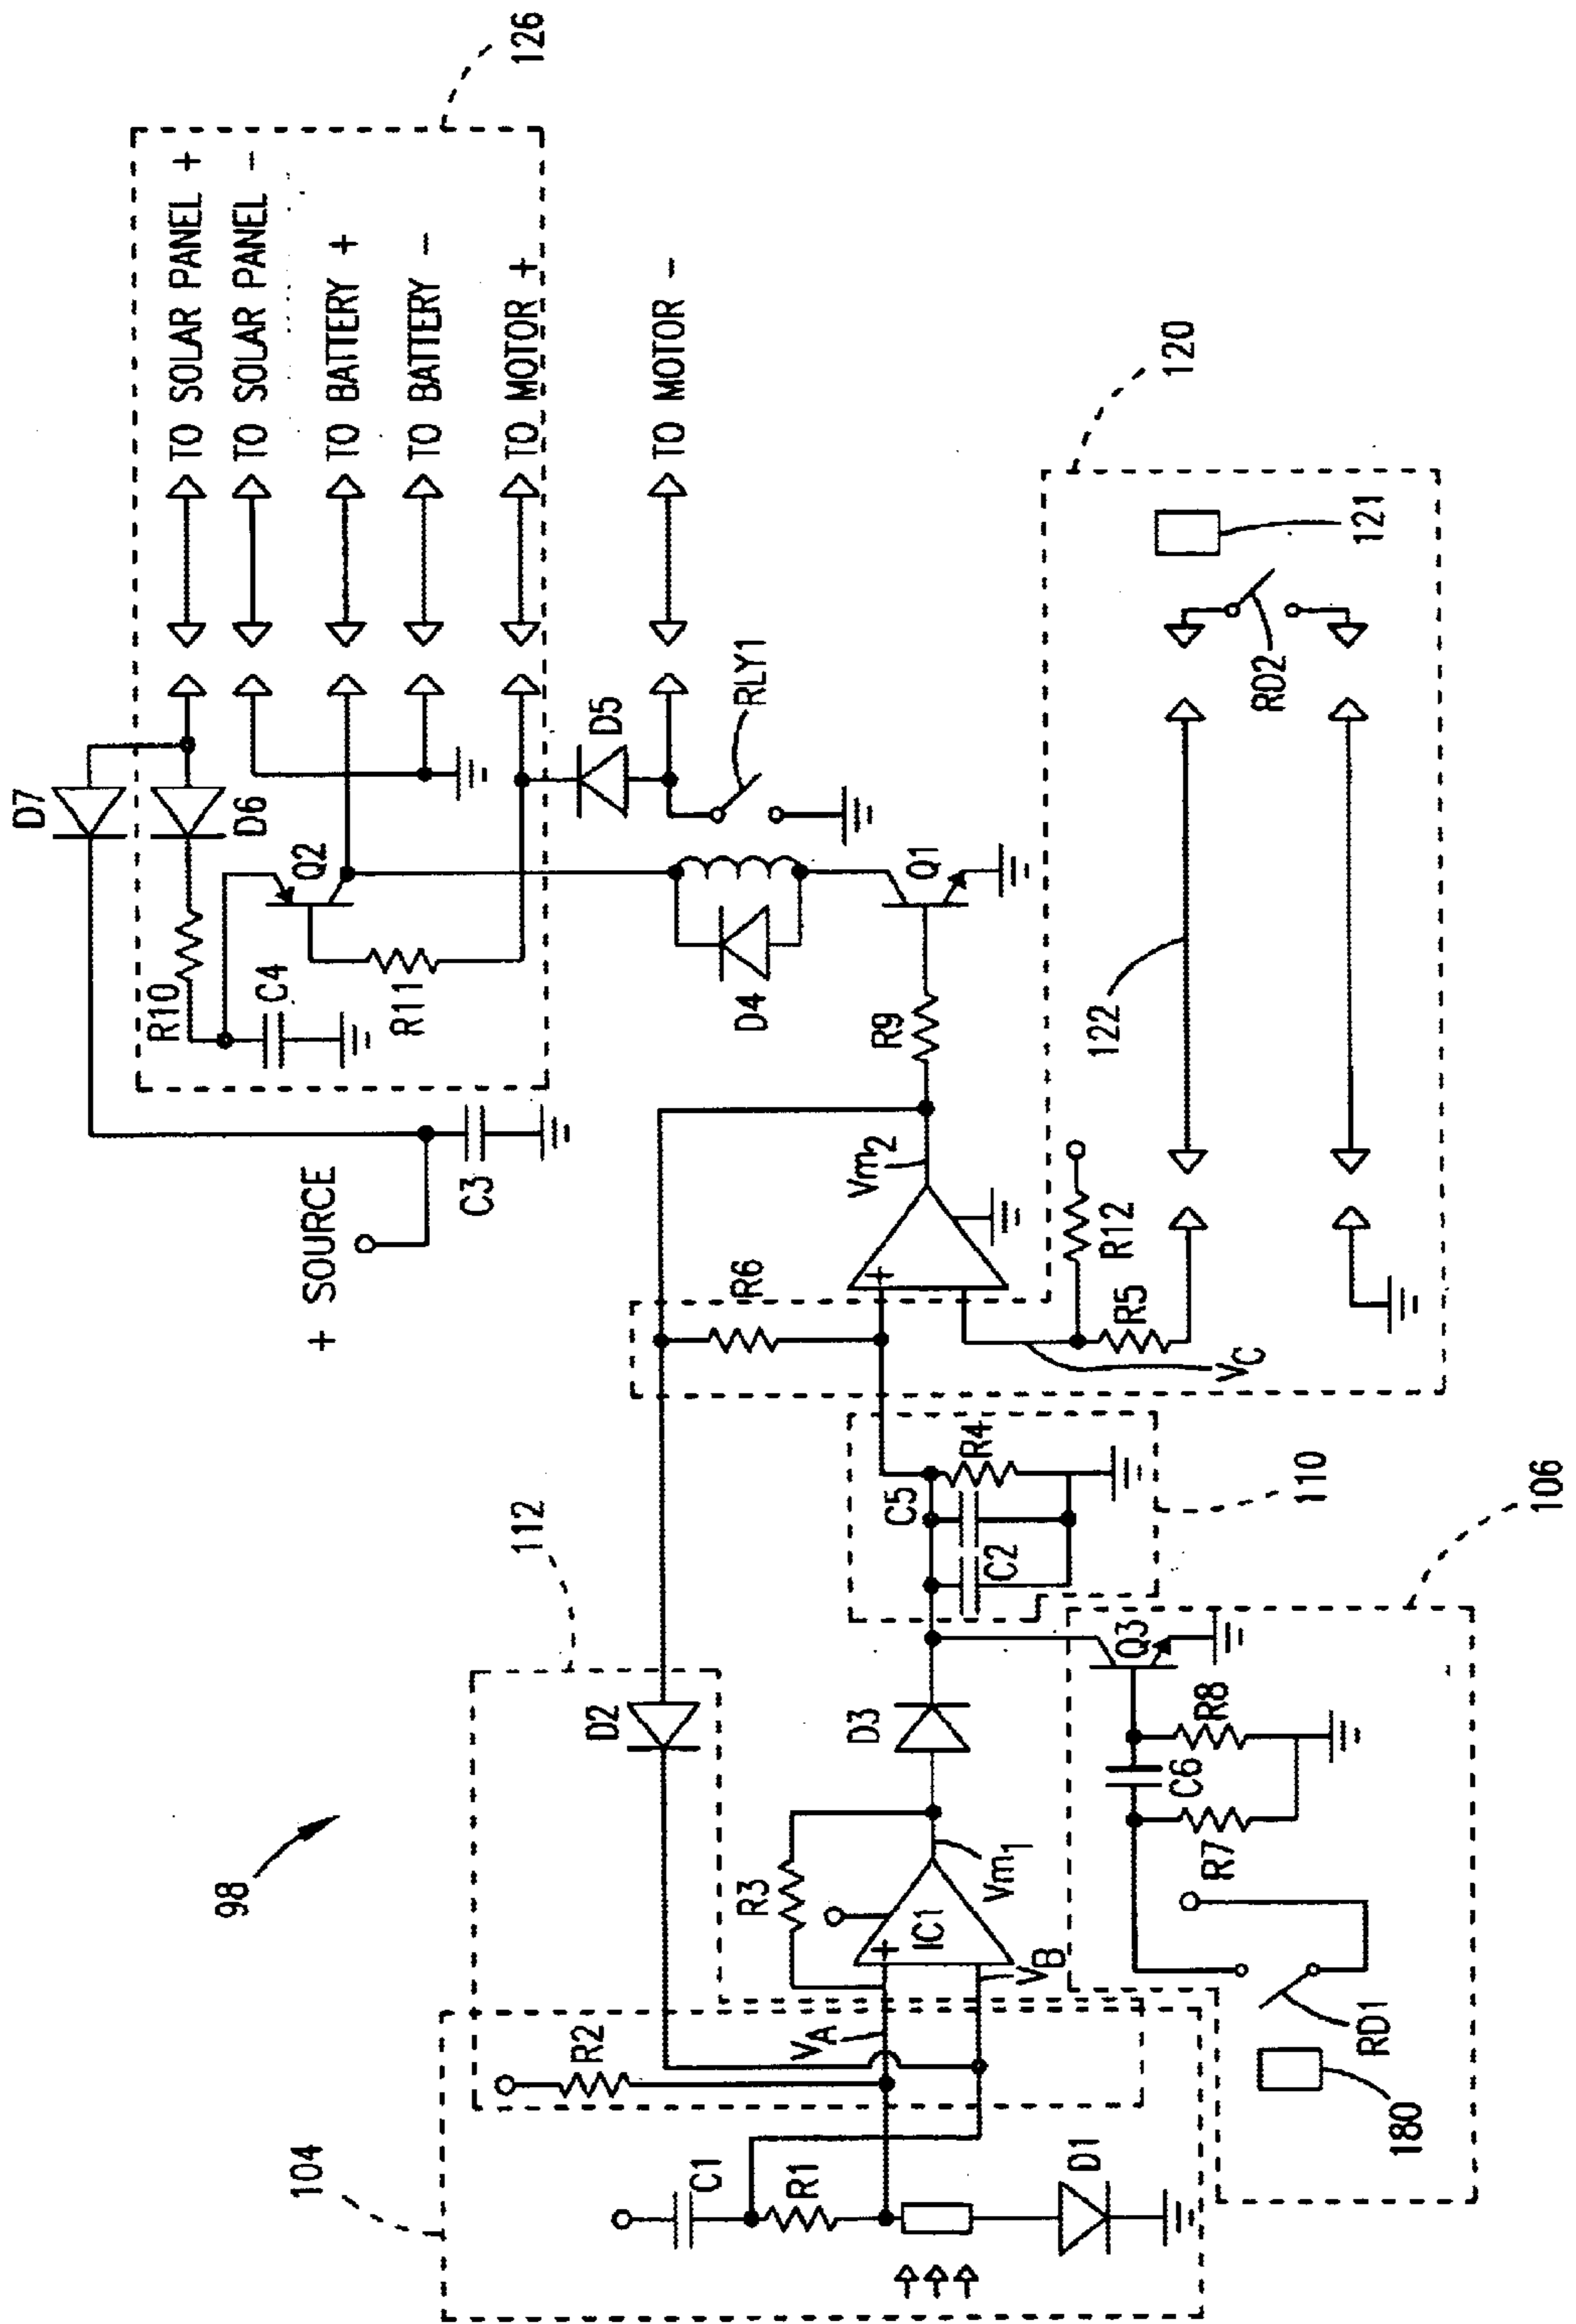 126
TO SOLAR PANEL +
TO SOLAR PANEL -
TO BATTERY +
TO BATTERY -
TO MOTOR +
TO MOTOR -
D7
D6
Q2
R10
C4
R11
D5
RLY1
+ SOURCE
C3
D4
Q1
R9
120
121
RD2
122
Vm2
R6
R12
R5
VC
112
C5
R4
C2
110
106
98
D2
D3
Q3
R3
IC1
Vm1
VB
C6
R8
R7
104
R2
VA
C1
R1
D1
RD1
180